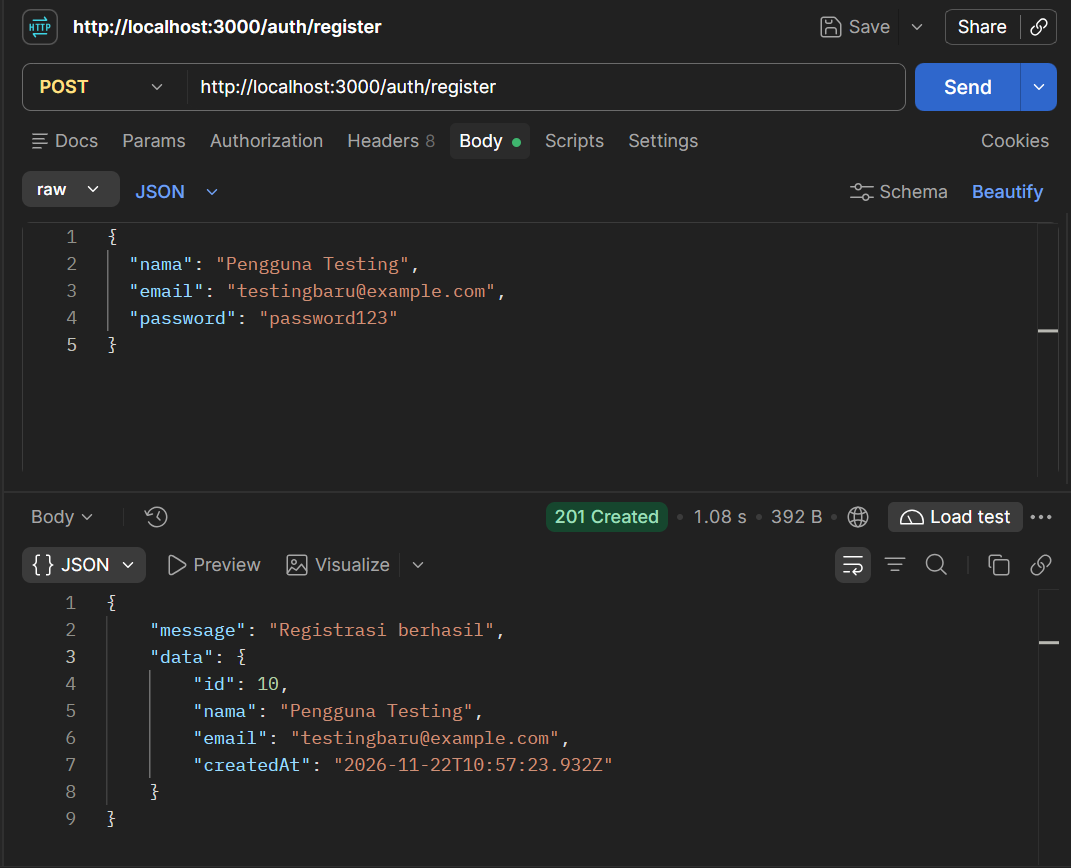 HTTP http://localhost:3000/auth/register Save Share
POST http://localhost:3000/auth/register Send
Docs Params Authorization Headers 8 Body Scripts Settings Cookies
raw JSON Schema Beautify
1 {
2 "nama": "Pengguna Testing",
3 "email": "testingbaru@example.com",
4 "password": "password123"
5 }
Body 201 Created • 1.08 s • 392 B • Load test
{} JSON Preview Visualize
1 {
2 "message": "Registrasi berhasil",
3 "data": {
4 "id": 10,
5 "nama": "Pengguna Testing",
6 "email": "testingbaru@example.com",
7 "createdAt": "2026-11-22T10:57:23.932Z"
8 }
9 }